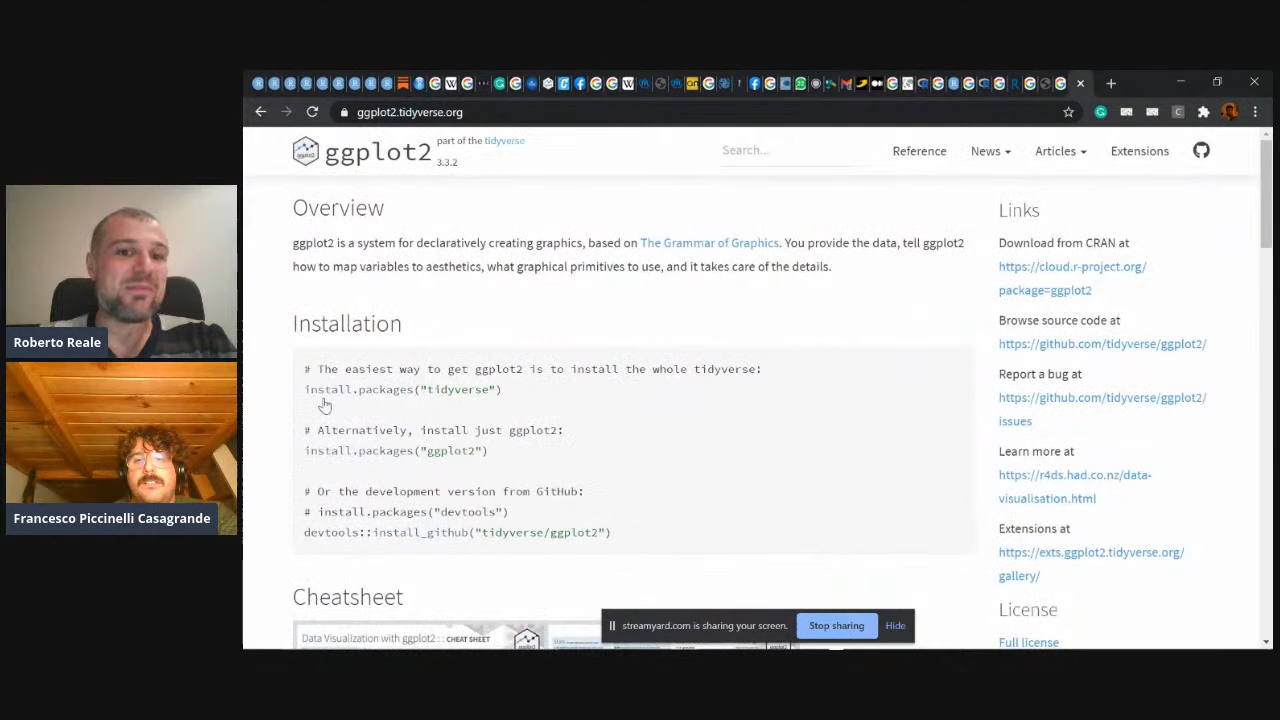 ggplot2.tidyverse.org
ggplot2
part of the tidyverse
3.3.2
Search...
Reference
News
Articles
Extensions
Overview
ggplot2 is a system for declaratively creating graphics, based on The Grammar of Graphics. You provide the data, tell ggplot2
how to map variables to aesthetics, what graphical primitives to use, and it takes care of the details.
Installation
# The easiest way to get ggplot2 is to install the whole tidyverse:
install.packages("tidyverse")
# Alternatively, install just ggplot2:
install.packages("ggplot2")
# Or the development version from GitHub:
# install.packages("devtools")
devtools::install_github("tidyverse/ggplot2")
Cheatsheet
Data Visualization with ggplot2 : : CHEAT SHEET
Links
Download from CRAN at
https://cloud.r-project.org/
package=ggplot2
Browse source code at
https://github.com/tidyverse/ggplot2/
Report a bug at
https://github.com/tidyverse/ggplot2/
issues
Learn more at
https://r4ds.had.co.nz/data-
visualisation.html
Extensions at
https://exts.ggplot2.tidyverse.org/
gallery/
License
Full license
streamyard.com is sharing your screen.
Stop sharing
Hide
Roberto Reale
Francesco Piccinelli Casagrande